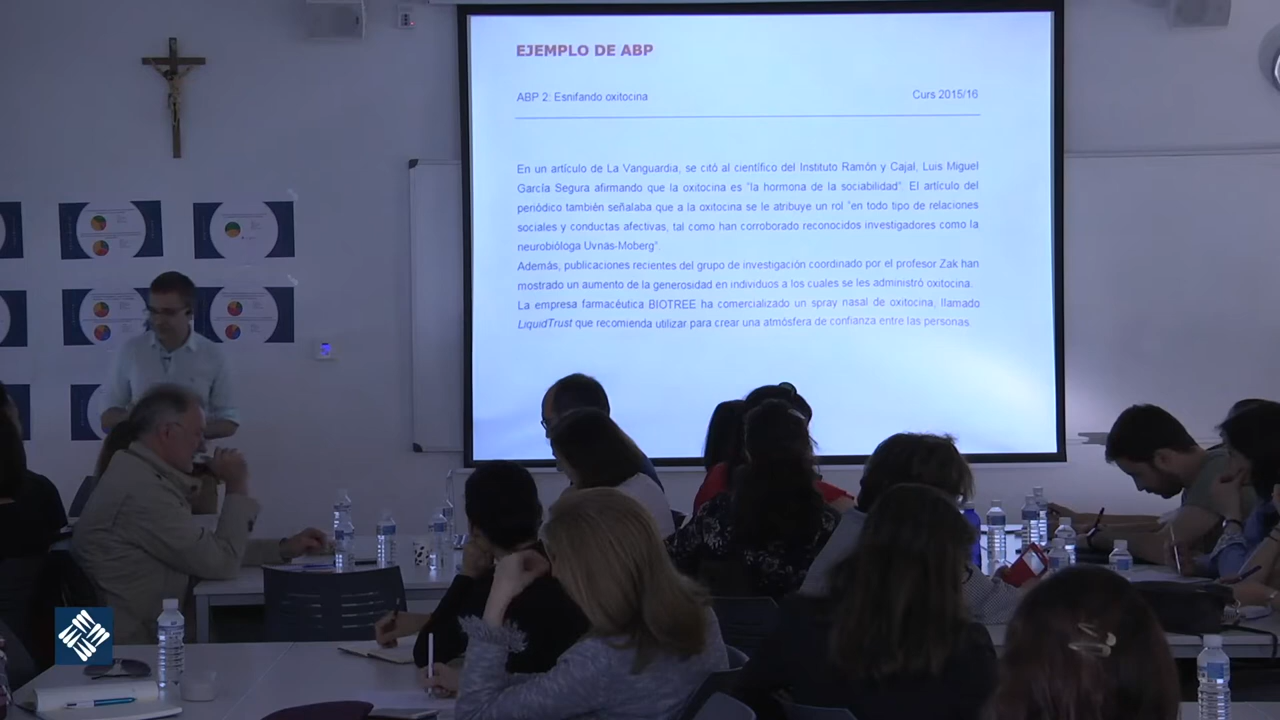 EJEMPLO DE ABP
ABP 2: Esnifando oxitocina
Curs 2015/16
En un artículo de La Vanguardia, se citó al científico del Instituto Ramón y Cajal, Luis Miguel
García Segura afirmando que la oxitocina es "la hormona de la sociabilidad". El artículo del
periódico también señalaba que a la oxitocina se le atribuye un rol "en todo tipo de relaciones
sociales y conductas afectivas, tal como han corroborado reconocidos investigadores como la
neurobióloga Uvnäs-Moberg".
Además, publicaciones recientes del grupo de investigación coordinado por el profesor Zak han
mostrado un aumento de la generosidad en individuos a los cuales se les administró oxitocina.
La empresa farmacéutica BIOTREE ha comercializado un spray nasal de oxitocina, llamado
LiquidTrust que recomienda utilizar para crear una atmósfera de confianza entre las personas.